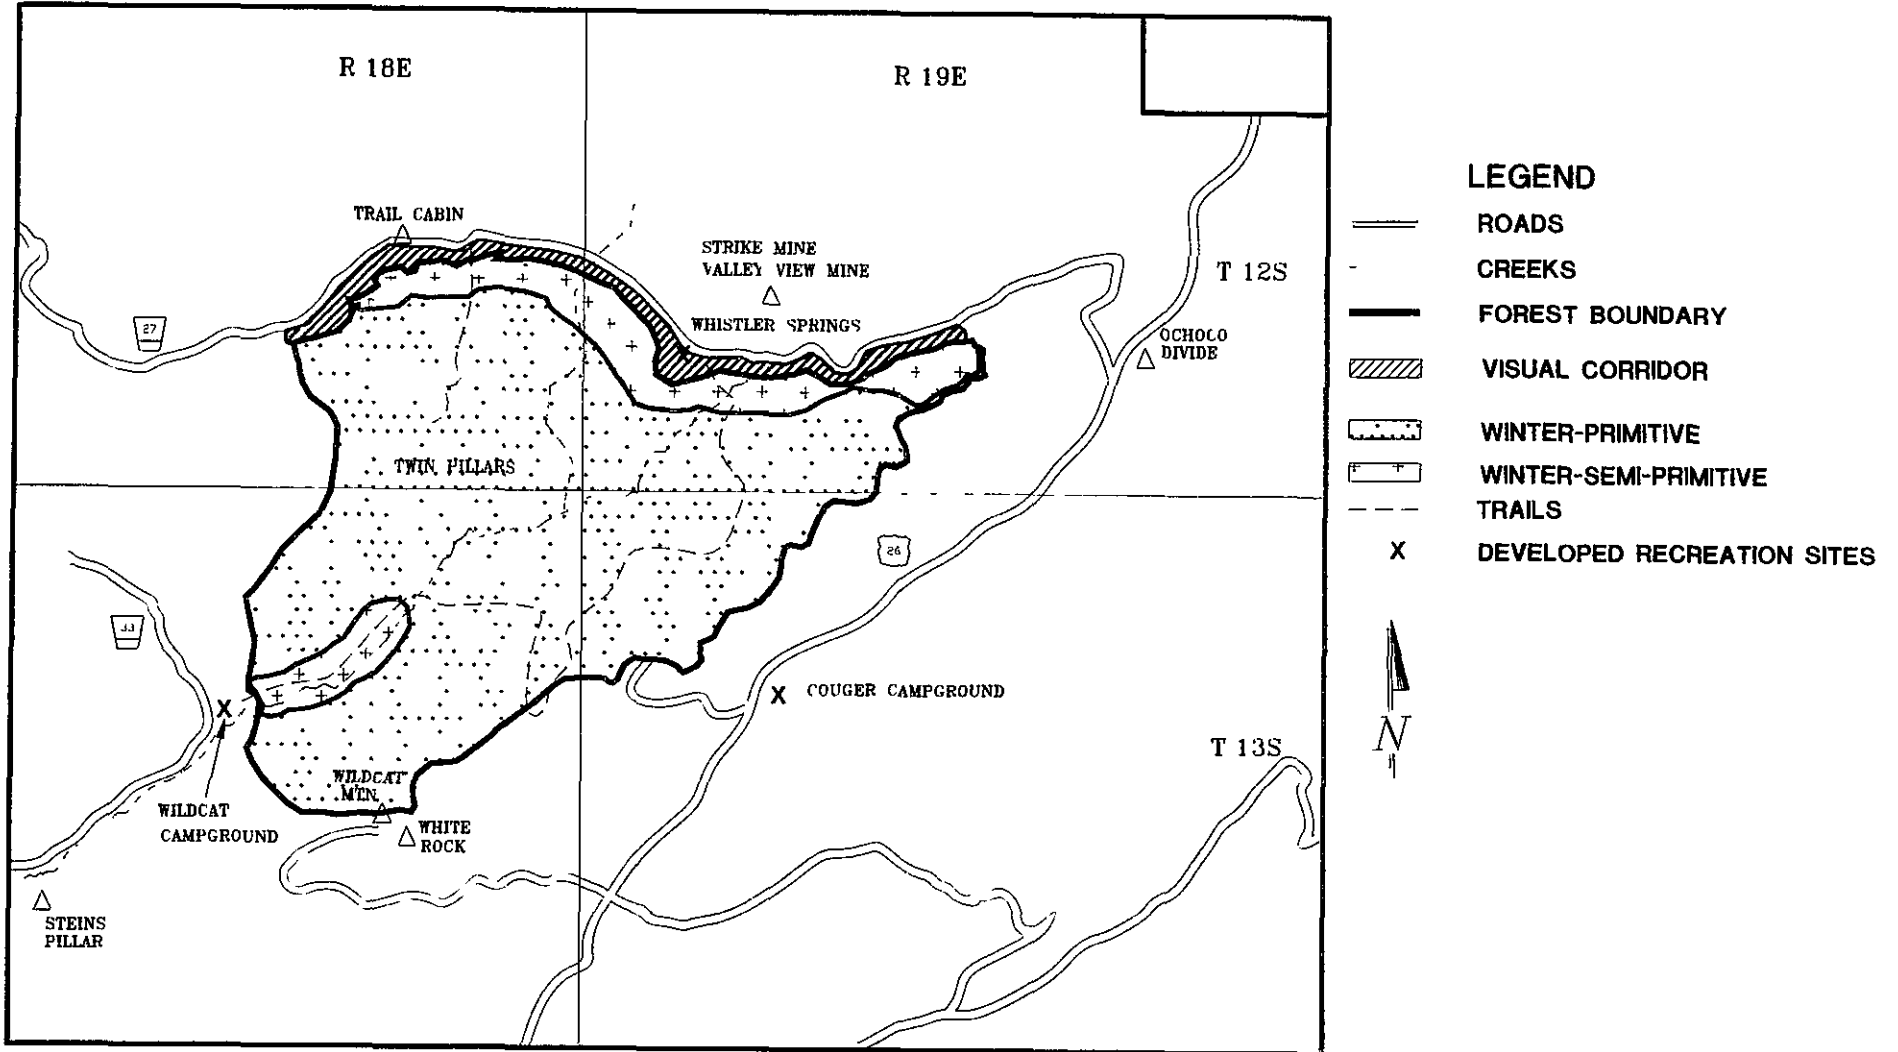 R 18E
R 19E
TRAIL CABIN
STRIKE MINE
VALLEY VIEW MINE
WHISTLER SPRINGS
T 12S
OCHOCO
DIVIDE
27
TWIN PILLARS
26
33
COUGER CAMPGROUND
T 13S
WILDCAT
MTN.
WHITE
ROCK
X
X
WILDCAT
CAMPGROUND
STEINS
PILLAR
LEGEND
ROADS
CREEKS
FOREST BOUNDARY
VISUAL CORRIDOR
WINTER-PRIMITIVE
WINTER-SEMI-PRIMITIVE
TRAILS
X DEVELOPED RECREATION SITES
N